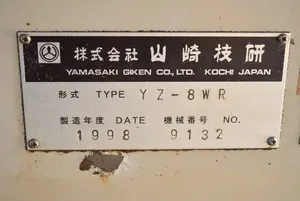 株式会社 山崎技研
YAMASAKI GIKEN CO., LTD. KOCHI JAPAN
形式 TYPE YZ-8WR
製造年度 DATE 機械番号 NO.
1998 9132